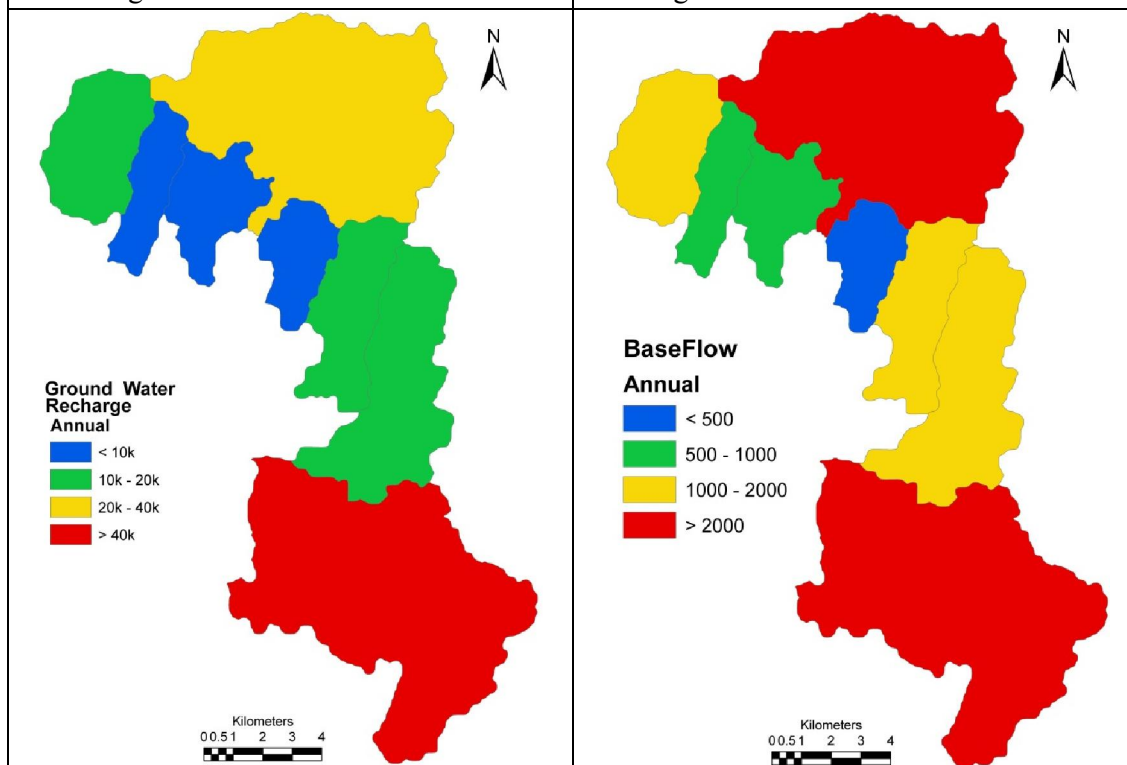 N
Ground Water
Recharge
Annual
< 10k
10k - 20k
20k - 40k
> 40k
Kilometers
0 0.5 1 2 3 4
N
BaseFlow
Annual
< 500
500 - 1000
1000 - 2000
> 2000
Kilometers
0 0.5 1 2 3 4